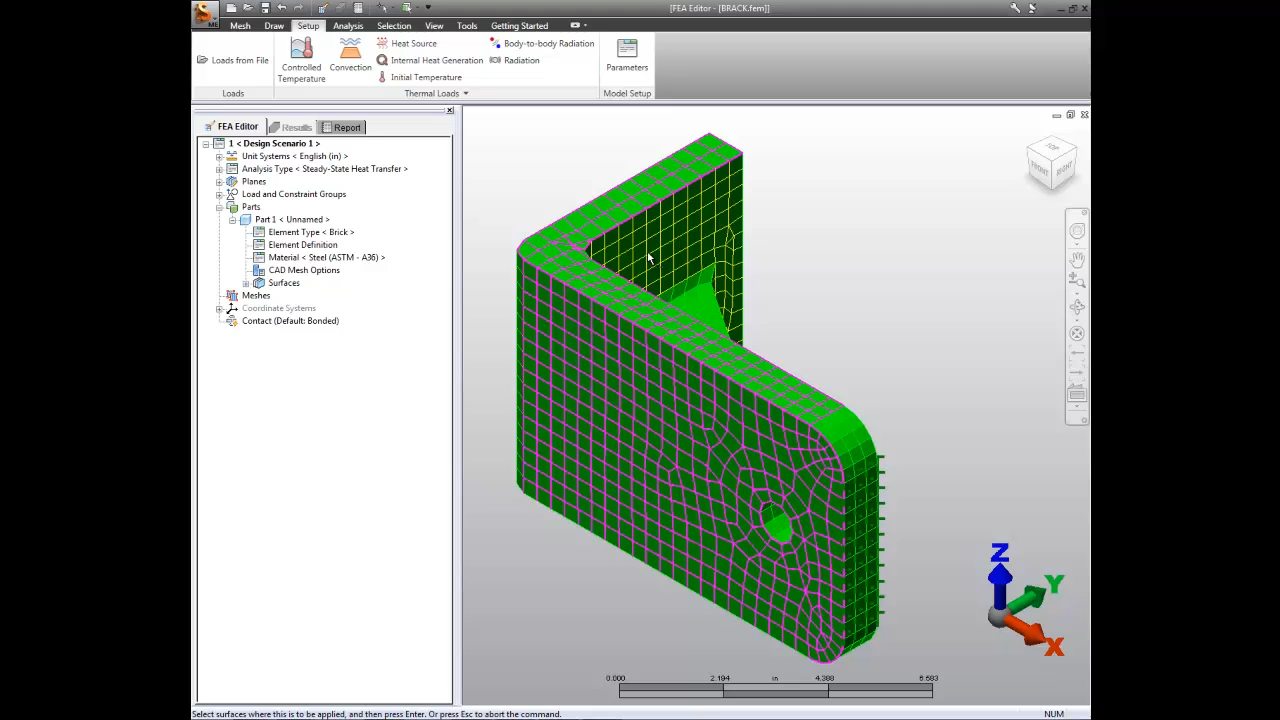 [FEA Editor - [BRACK.fem]]
ME
Mesh Draw Setup Analysis Selection View Tools Getting Started
Loads from File
Controlled Temperature
Convection
Heat Source
Internal Heat Generation
Initial Temperature
Body-to-body Radiation
Radiation
Parameters
Loads Thermal Loads Model Setup
FEA Editor Results Report
1 < Design Scenario 1 >
Unit Systems < English (in) >
Analysis Type < Steady-State Heat Transfer >
Planes
Load and Constraint Groups
Parts
Part 1 < Unnamed >
Element Type < Brick >
Element Definition
Material < Steel (ASTM - A36) >
CAD Mesh Options
Surfaces
Meshes
Coordinate Systems
Contact (Default: Bonded)
TOP
FRONT RIGHT
Z
Y
X
0.000 2.194 in 4.388 6.583
Select surfaces where this is to be applied, and then press Enter. Or press Esc to abort the command. NUM